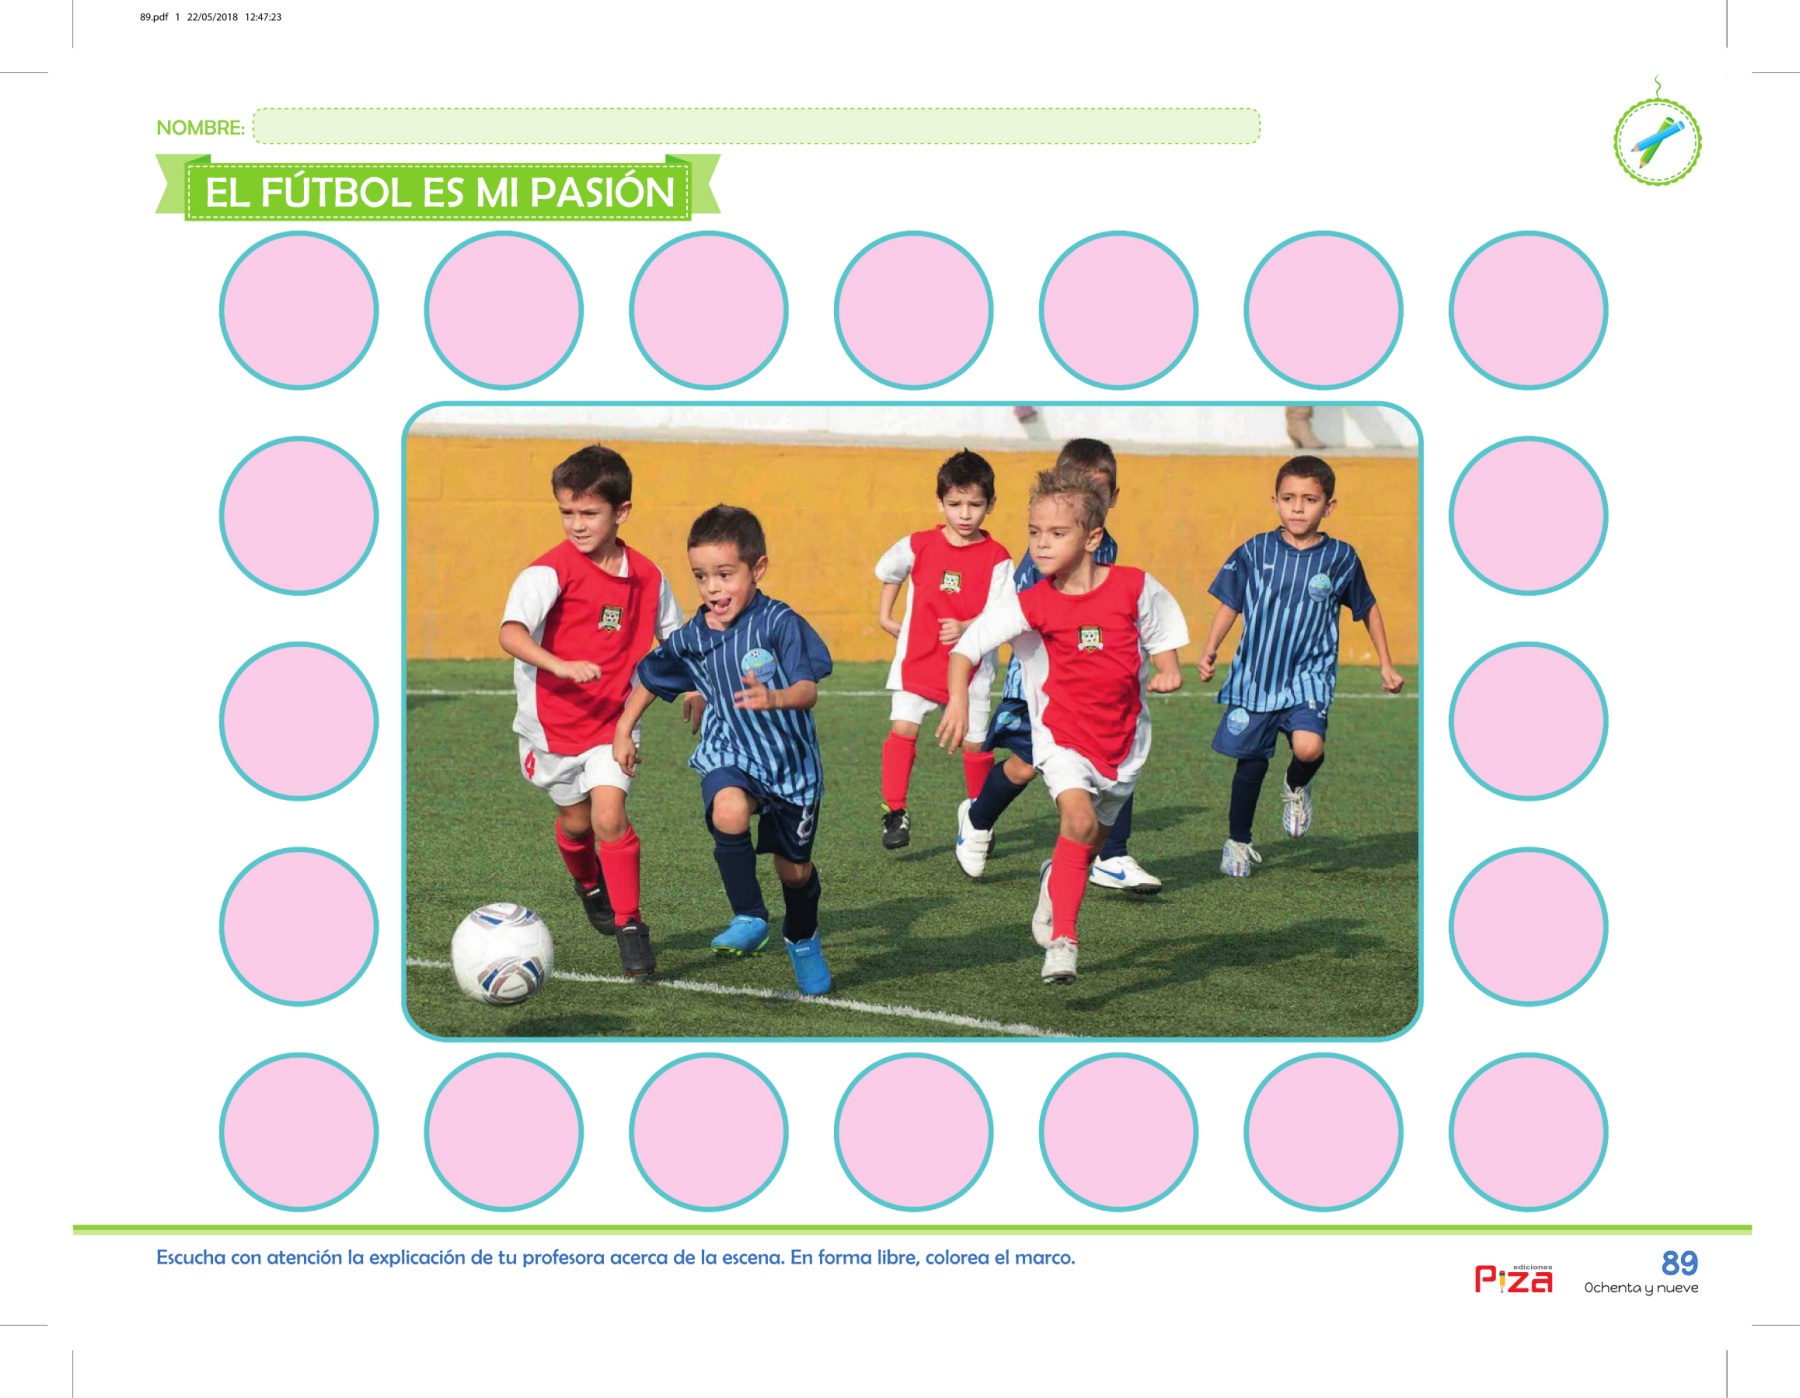 89.pdf 1 22/05/2018 12:47:23
NOMBRE:
EL FÚTBOL ES MI PASIÓN
4
8
Escucha con atención la explicación de tu profesora acerca de la escena. En forma libre, colorea el marco.
ediciones
Piza
89
Ochenta y nueve